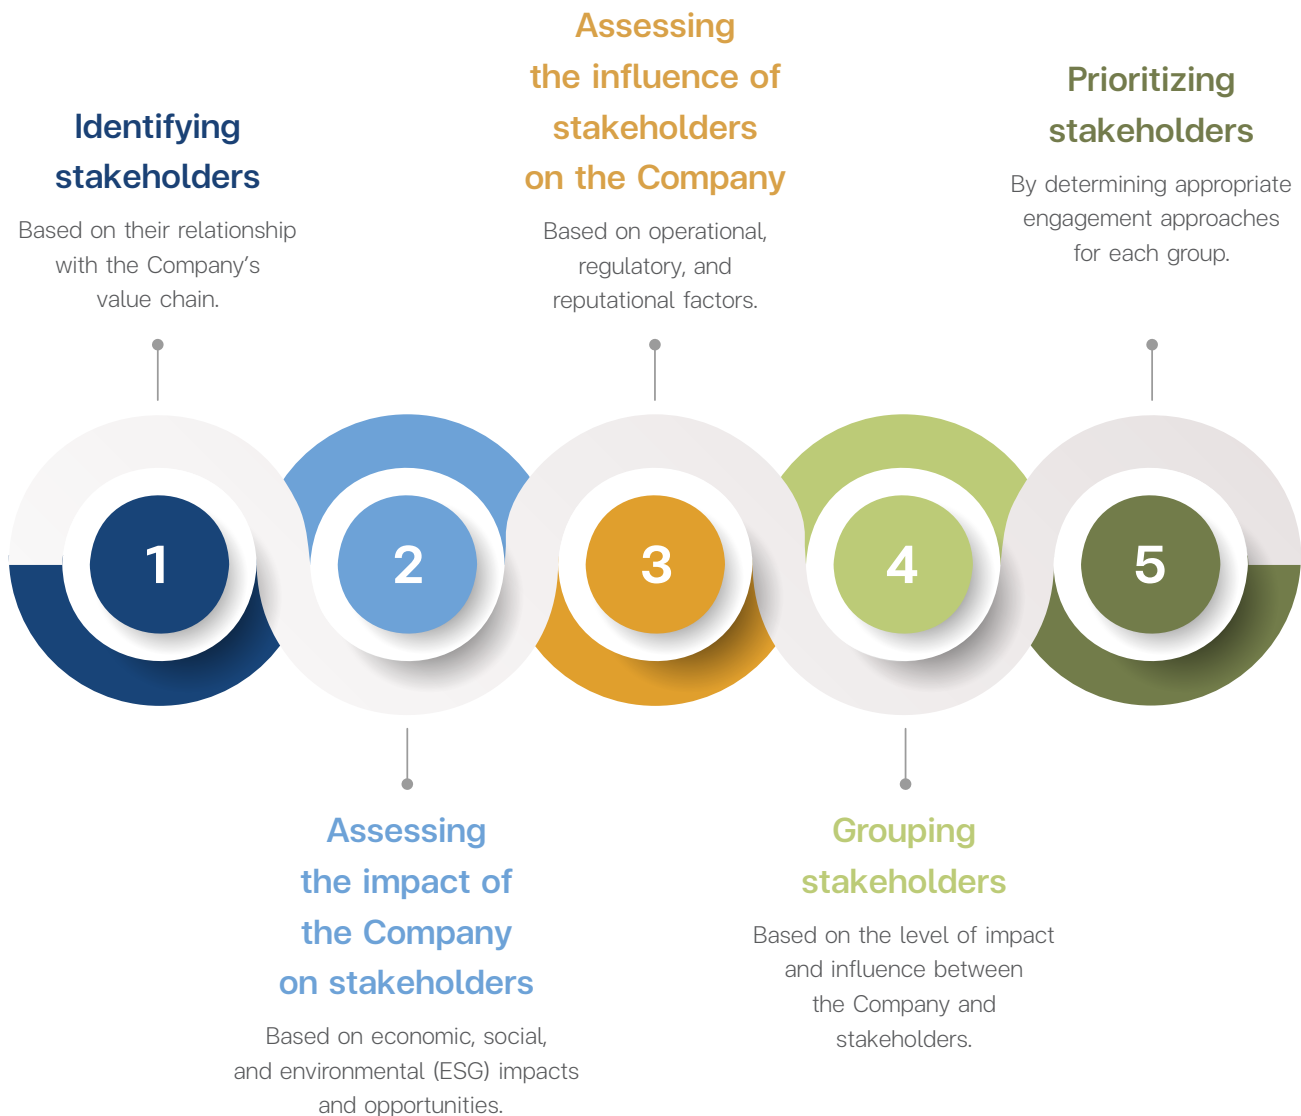 Identifying
stakeholders
Based on their relationship
with the Company's
value chain.
1
Assessing
the impact of
the Company
on stakeholders
Based on economic, social,
and environmental (ESG) impacts
and opportunities.
2
Assessing
the influence of
stakeholders
on the Company
Based on operational,
regulatory, and
reputational factors.
3
Grouping
stakeholders
Based on the level of impact
and influence between
the Company and
stakeholders.
4
Prioritizing
stakeholders
By determining appropriate
engagement approaches
for each group.
5